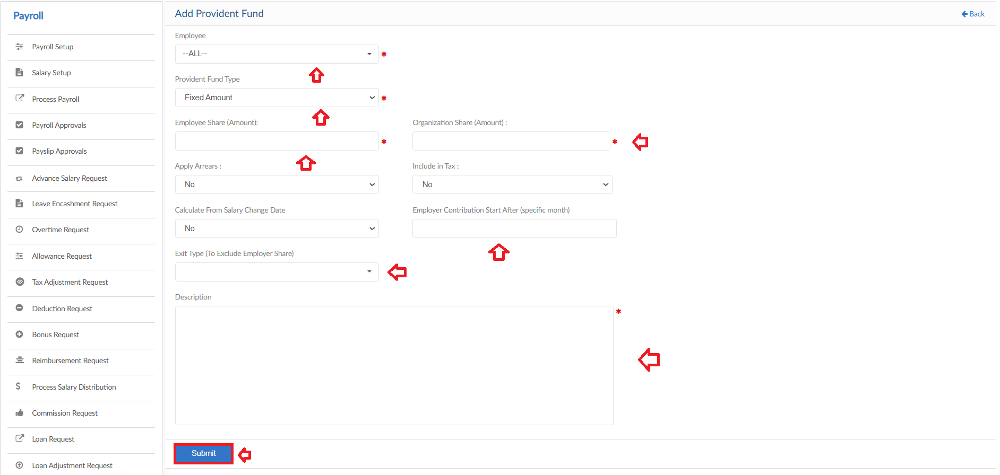 Payroll
Payroll Setup
Salary Setup
Process Payroll
Payroll Approvals
Payslip Approvals
Advance Salary Request
Leave Encashment Request
Overtime Request
Allowance Request
Tax Adjustment Request
Deduction Request
Bonus Request
Reimbursement Request
Process Salary Distribution
Commission Request
Loan Request
Loan Adjustment Request
Add Provident Fund
Back
Employee
--ALL--
Provident Fund Type
Fixed Amount
Employee Share (Amount):
Organization Share (Amount) :
Apply Arrears :
Include in Tax :
No
No
Calculate From Salary Change Date
Employer Contribution Start After (specific month)
No
Exit Type (To Exclude Employer Share)
Description
Submit